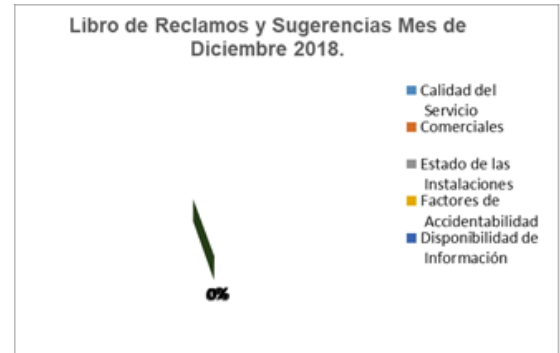 Libro de Reclamos y Sugerencias Mes de
Diciembre 2018.
Calidad del
Servicio
Comerciales
Estado de las
Instalaciones
Factores de
Accidentabilidad
Disponibilidad de
Información
0%